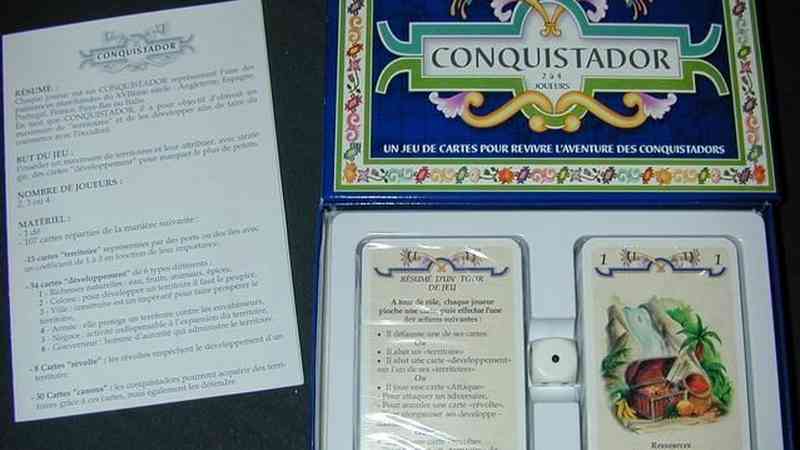 CONQUISTADOR
RÉSUMÉ :
Chaque joueur est un CONQUISTADOR représentant l'une des
puissances marchandes du XVIIème siècle : Angleterre, Espagne,
Portugal, France, Pays-Bas ou Italie.
En tant que CONQUISTADOR, il a pour objectif d'obtenir un
maximum de "territoires" et de les développer afin de faire du
commerce avec l'Occident.
BUT DU JEU :
Posséder un maximum de territoires et leur attribuer, avec straté
gie, des cartes "développement" pour marquer le plus de points.
NOMBRE DE JOUEURS :
2, 3 ou 4
MATÉRIEL :
- 1 dé
- 107 cartes réparties de la manière suivante :
-15 cartes "territoire" représentées par des ports ou des îles avec
un coefficient de 1 à 3 en fonction de leur importance.
-54 cartes "développement" de 6 types différents :
1 - Richesses naturelles : eau, fruits, animaux, épices,
2 - Colons : pour développer un territoire il faut le peupler,
3 - Ville : construire est un impératif pour faire prospérer le
territoire,
4 - Armée : elle protège un territoire contre les envahisseurs,
5 - Négoce : activité indispensable à l'expansion du territoire,
6 - Gouverneur : homme d'autorité qui administre le territoire.
- 8 Cartes "révolte" : les révoltes empêchent le développement d'un
territoire.
- 30 Cartes "canons" : les conquistadors pourront acquérir des terri-
toires grâce à ces cartes, mais également les défendre.
CONQUISTADOR
2 à 4
JOUEURS
UN JEU DE CARTES POUR REVIVRE L'AVENTURE DES CONQUISTADORS
RÉSUMÉ D'UN TOUR
DE JEU
A tour de rôle, chaque joueur
pioche une carte, puis effectue l'une
des actions suivantes :
• Il défausse une de ses cartes
Ou
• Il abat un «territoire»
• Il abat une carte «développement»
sur l'un de ses «territoires»
Ou
• Il joue une carte «Attaque»
- Pour attaquer un adversaire,
- Pour annuler une carte «révolte»,
développe-
Ou
carte «révolte»
1
1
Ressources